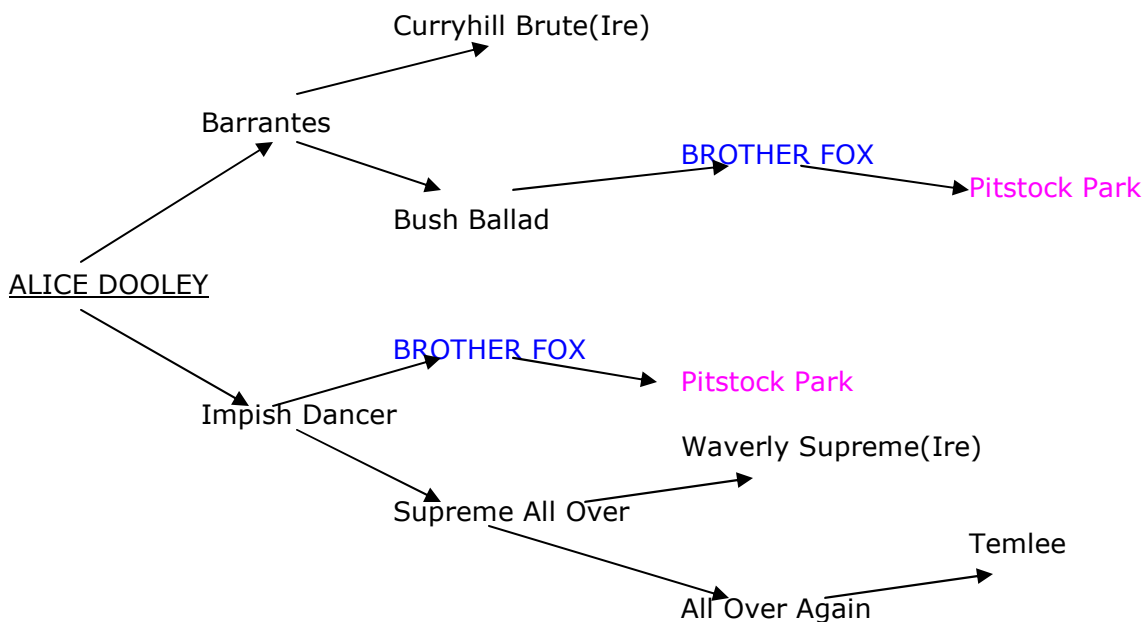 Curryhill Brute(Ire)
Barrantes
BROTHER FOX
Pitstock Park
Bush Ballad
ALICE DOOLEY
BROTHER FOX
Pitstock Park
Impish Dancer
Waverly Supreme(Ire)
Supreme All Over
Temlee
All Over Again